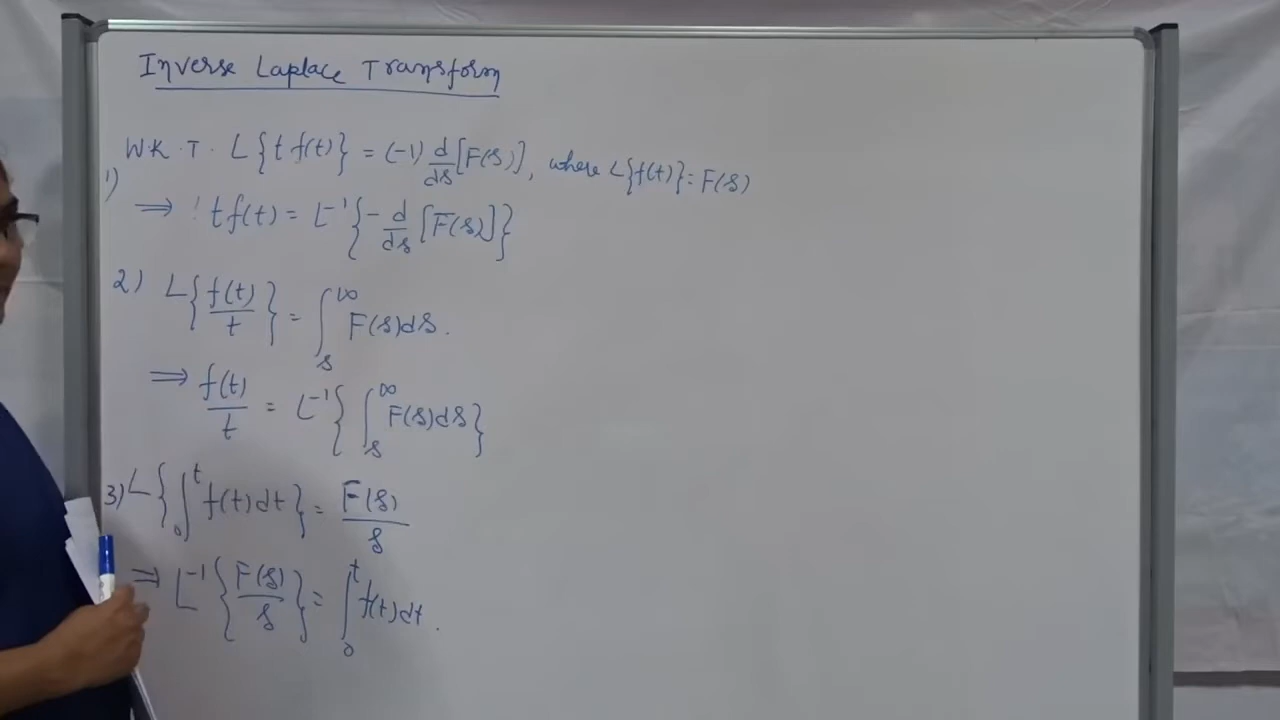 Inverse Laplace Transform
W.K.T. L{t f(t)} = (-1) d/ds [F(s)], where L{f(t)} = F(s)
1)
⇒ t f(t) = L⁻¹{- d/ds [F(s)]}
2) L{f(t)/t} = ∫ₛ^∞ F(s)ds.
⇒ f(t)/t = L⁻¹{∫ₛ^∞ F(s)ds}
3) L{∫₀^t f(t)dt} = F(s)/s
⇒ L⁻¹{F(s)/s} = ∫₀^t f(t)dt.